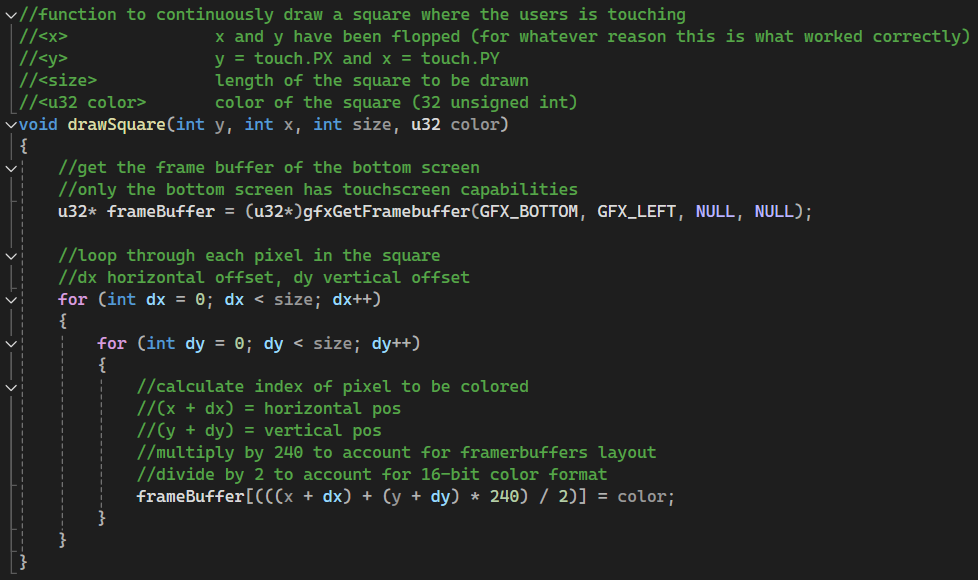 //function to continuously draw a square where the users is touching
//<x>               x and y have been flopped (for whatever reason this is what worked correctly)
//<y>               y = touch.PX and x = touch.PY
//<size>            length of the square to be drawn
//<u32 color>       color of the square (32 unsigned int)
void drawSquare(int y, int x, int size, u32 color)
{
    //get the frame buffer of the bottom screen
    //only the bottom screen has touchscreen capabilities
    u32* frameBuffer = (u32*)gfxGetFramebuffer(GFX_BOTTOM, GFX_LEFT, NULL, NULL);

    //loop through each pixel in the square
    //dx horizontal offset, dy vertical offset
    for (int dx = 0; dx < size; dx++)
    {
        for (int dy = 0; dy < size; dy++)
        {
            //calculate index of pixel to be colored
            //(x + dx) = horizontal pos
            //(y + dy) = vertical pos
            //multiply by 240 to account for framerbuffers layout
            //divide by 2 to account for 16-bit color format
            frameBuffer[(((x + dx) + (y + dy) * 240) / 2)] = color;
        }
    }
}